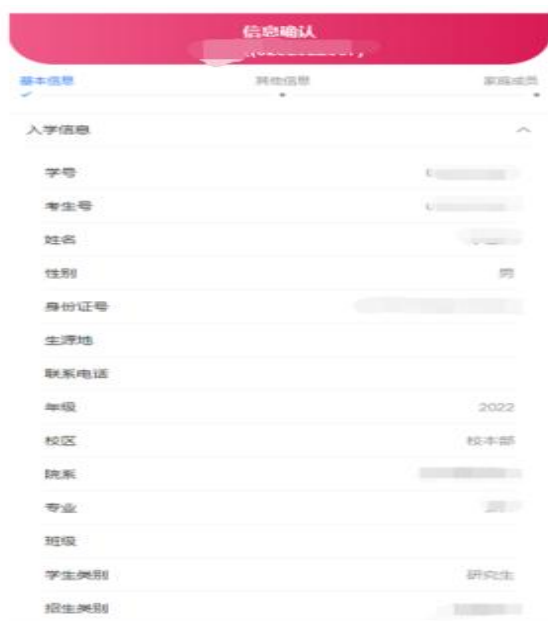 信息确认
基本信息 其他信息 家庭成员
入学信息
学号
考生号
姓名
性别 男
身份证号
生源地
联系电话
年级 2022
校区 校本部
院系
专业
班级
学生类别 研究生
招生类别